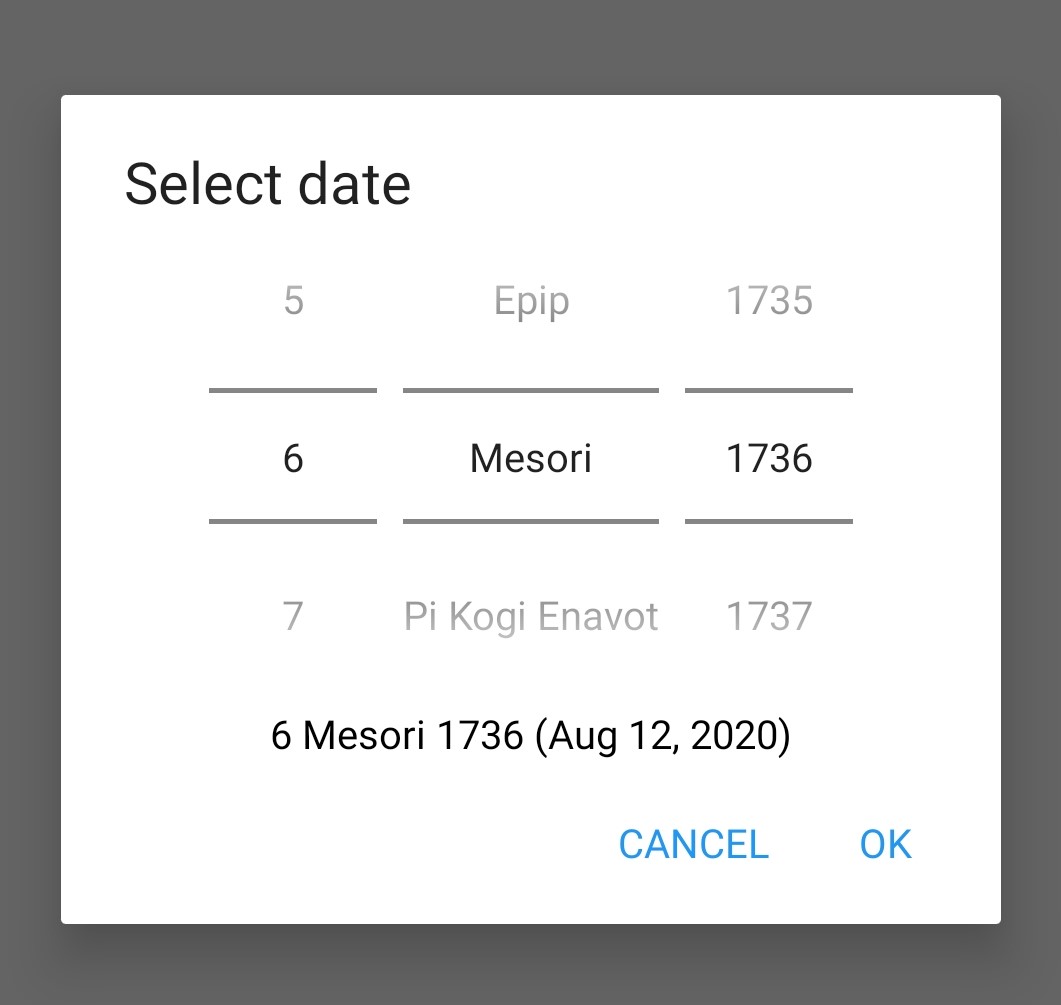 Select date
5 Epip 1735
6 Mesori 1736
7 Pi Kogi Enavot 1737
6 Mesori 1736 (Aug 12, 2020)
CANCEL OK